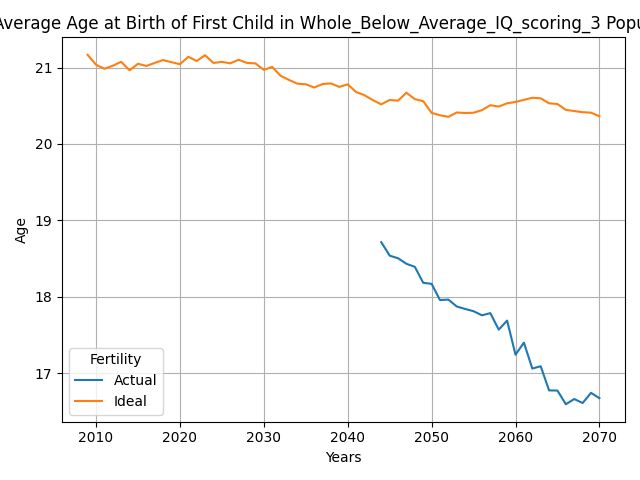 Average Age at Birth of First Child in Whole_Below_Average_IQ_scoring_3
21
20
19
18
17
Age
Fertility
Actual
Ideal
2010 2020 2030 2040 2050 2060 2070
Years